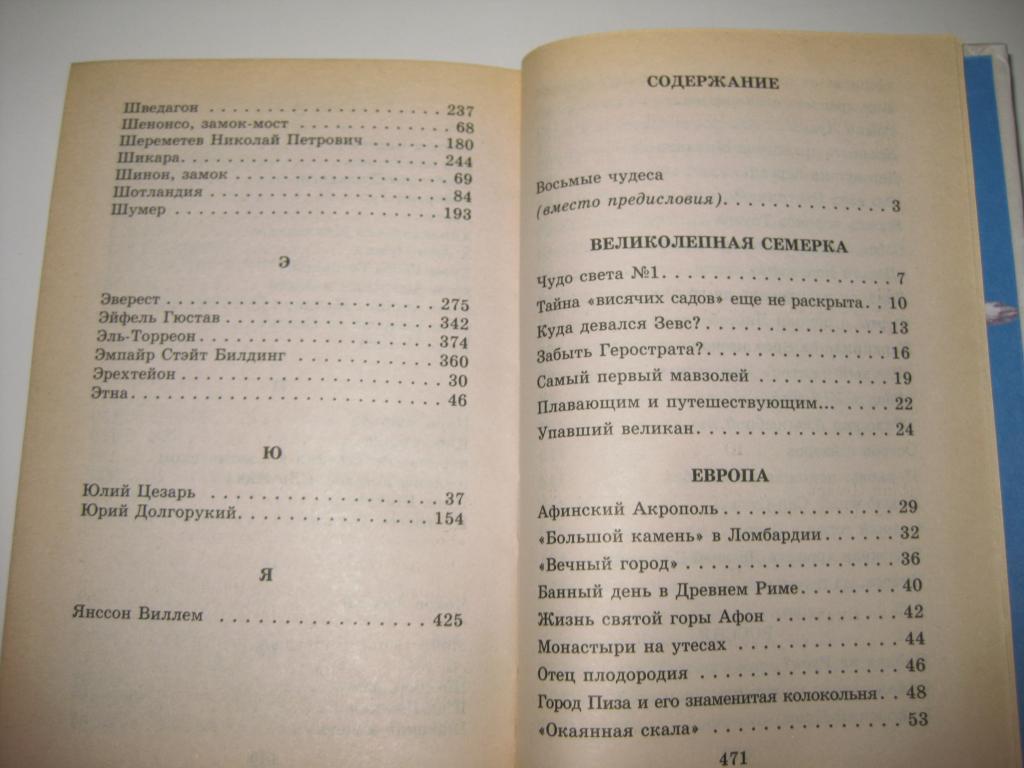 Шведагон . . . . . . . . . . . . . . . . . . 237
Шенонсо, замок-мост . . . . . . . . . . . . 68
Шереметев Николай Петрович . . . . . . 180
Шикара. . . . . . . . . . . . . . . . . . . . 244
Шинон, замок . . . . . . . . . . . . . . . . 69
Шотландия . . . . . . . . . . . . . . . . . . 84
Шумер . . . . . . . . . . . . . . . . . . . . 193
Э
Эверест . . . . . . . . . . . . . . . . . . . . 275
Эйфель Гюстав . . . . . . . . . . . . . . . . 342
Эль-Торреон . . . . . . . . . . . . . . . . . 374
Эмпайр Стэйт Билдинг . . . . . . . . . . . 360
Эрехтейон . . . . . . . . . . . . . . . . . . . 30
Этна. . . . . . . . . . . . . . . . . . . . . . . 46
Ю
Юлий Цезарь . . . . . . . . . . . . . . . . . 37
Юрий Долгорукий. . . . . . . . . . . . . . 154
Я
Янссон Виллем . . . . . . . . . . . . . . . 425
СОДЕРЖАНИЕ
Восьмые чудеса
(вместо предисловия). . . . . . . . . . . . . 3
ВЕЛИКОЛЕПНАЯ СЕМЕРКА
Чудо света №1. . . . . . . . . . . . . . . . . 7
Тайна «висячих садов» еще не раскрыта. . 10
Куда девался Зевс? . . . . . . . . . . . . . . 13
Забыть Герострата? . . . . . . . . . . . . . . 16
Самый первый мавзолей . . . . . . . . . . . 19
Плавающим и путешествующим... . . . . . 22
Упавший великан. . . . . . . . . . . . . . . 24
ЕВРОПА
Афинский Акрополь. . . . . . . . . . . . . . 29
«Большой камень» в Ломбардии . . . . . . 32
«Вечный город» . . . . . . . . . . . . . . . . 36
Банный день в Древнем Риме. . . . . . . . 40
Жизнь святой горы Афон . . . . . . . . . . 42
Монастыри на утесах . . . . . . . . . . . . . 44
Отец плодородия . . . . . . . . . . . . . . . 46
Город Пиза и его знаменитая колокольня. . 48
«Окаянная скала» . . . . . . . . . . . . . . 53
471